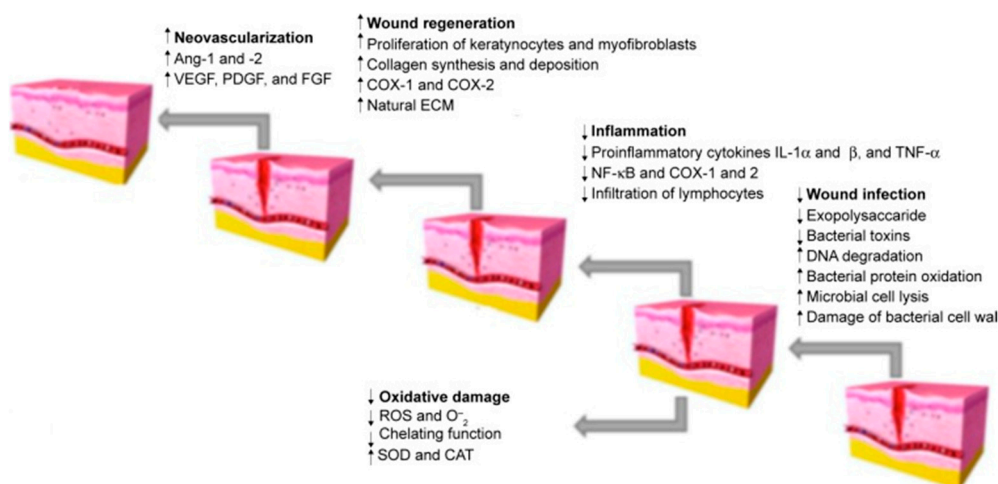 ↑ Neovascularization
↑ Ang-1 and -2
↑ VEGF, PDGF, and FGF
↑ Wound regeneration
↑ Proliferation of keratynocytes and myofibroblasts
↑ Collagen synthesis and deposition
↑ COX-1 and COX-2
↑ Natural ECM
↓ Inflammation
↓ Proinflammatory cytokines IL-1α and β, and TNF-α
↓ NF-κB and COX-1 and 2
↓ Infiltration of lymphocytes
↓ Wound infection
↓ Exopolysaccaride
↓ Bacterial toxins
↑ DNA degradation
↑ Bacterial protein oxidation
↑ Microbial cell lysis
↑ Damage of bacterial cell wal
↓ Oxidative damage
↓ ROS and O⁻₂
↓ Chelating function
↑ SOD and CAT